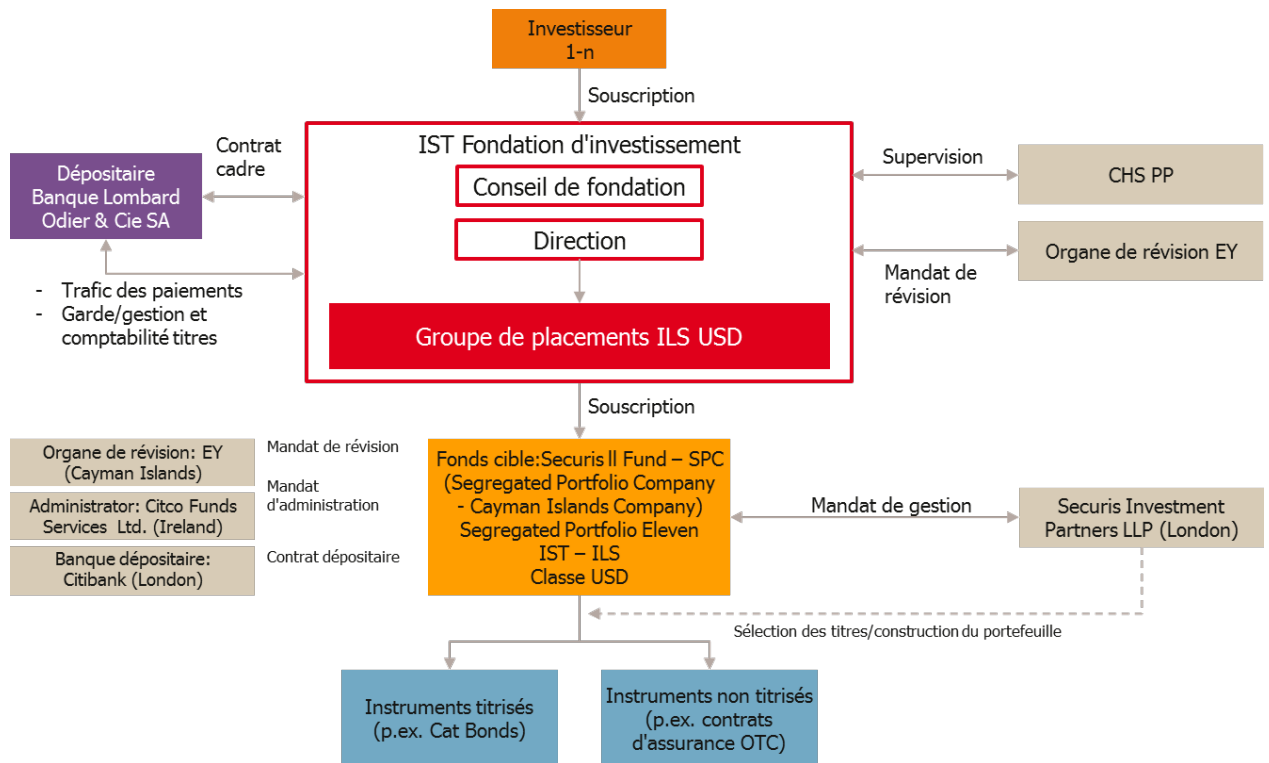 Investisseur
1-n
Souscription
IST Fondation d'investissement
Conseil de fondation
Direction
Groupe de placements ILS USD
Contrat
cadre
Dépositaire
Banque Lombard
Odier & Cie SA
- Trafic des paiements
- Garde/gestion et
comptabilité titres
Supervision
CHS PP
Organe de révision EY
Mandat de
révision
Souscription
Organe de révision: EY
(Cayman Islands)
Mandat de révision
Administrator: Citco Funds
Services Ltd. (Ireland)
Mandat
d'administration
Banque dépositaire:
Citibank (London)
Contrat dépositaire
Fonds cible:Securis ll Fund – SPC
(Segregated Portfolio Company
- Cayman Islands Company)
Segregated Portfolio Eleven
IST – ILS
Classe USD
Mandat de gestion
Securis Investment
Partners LLP (London)
Sélection des titres/construction du portefeuille
Instruments titrisés
(p.ex. Cat Bonds)
Instruments non titrisés
(p.ex. contrats
d'assurance OTC)